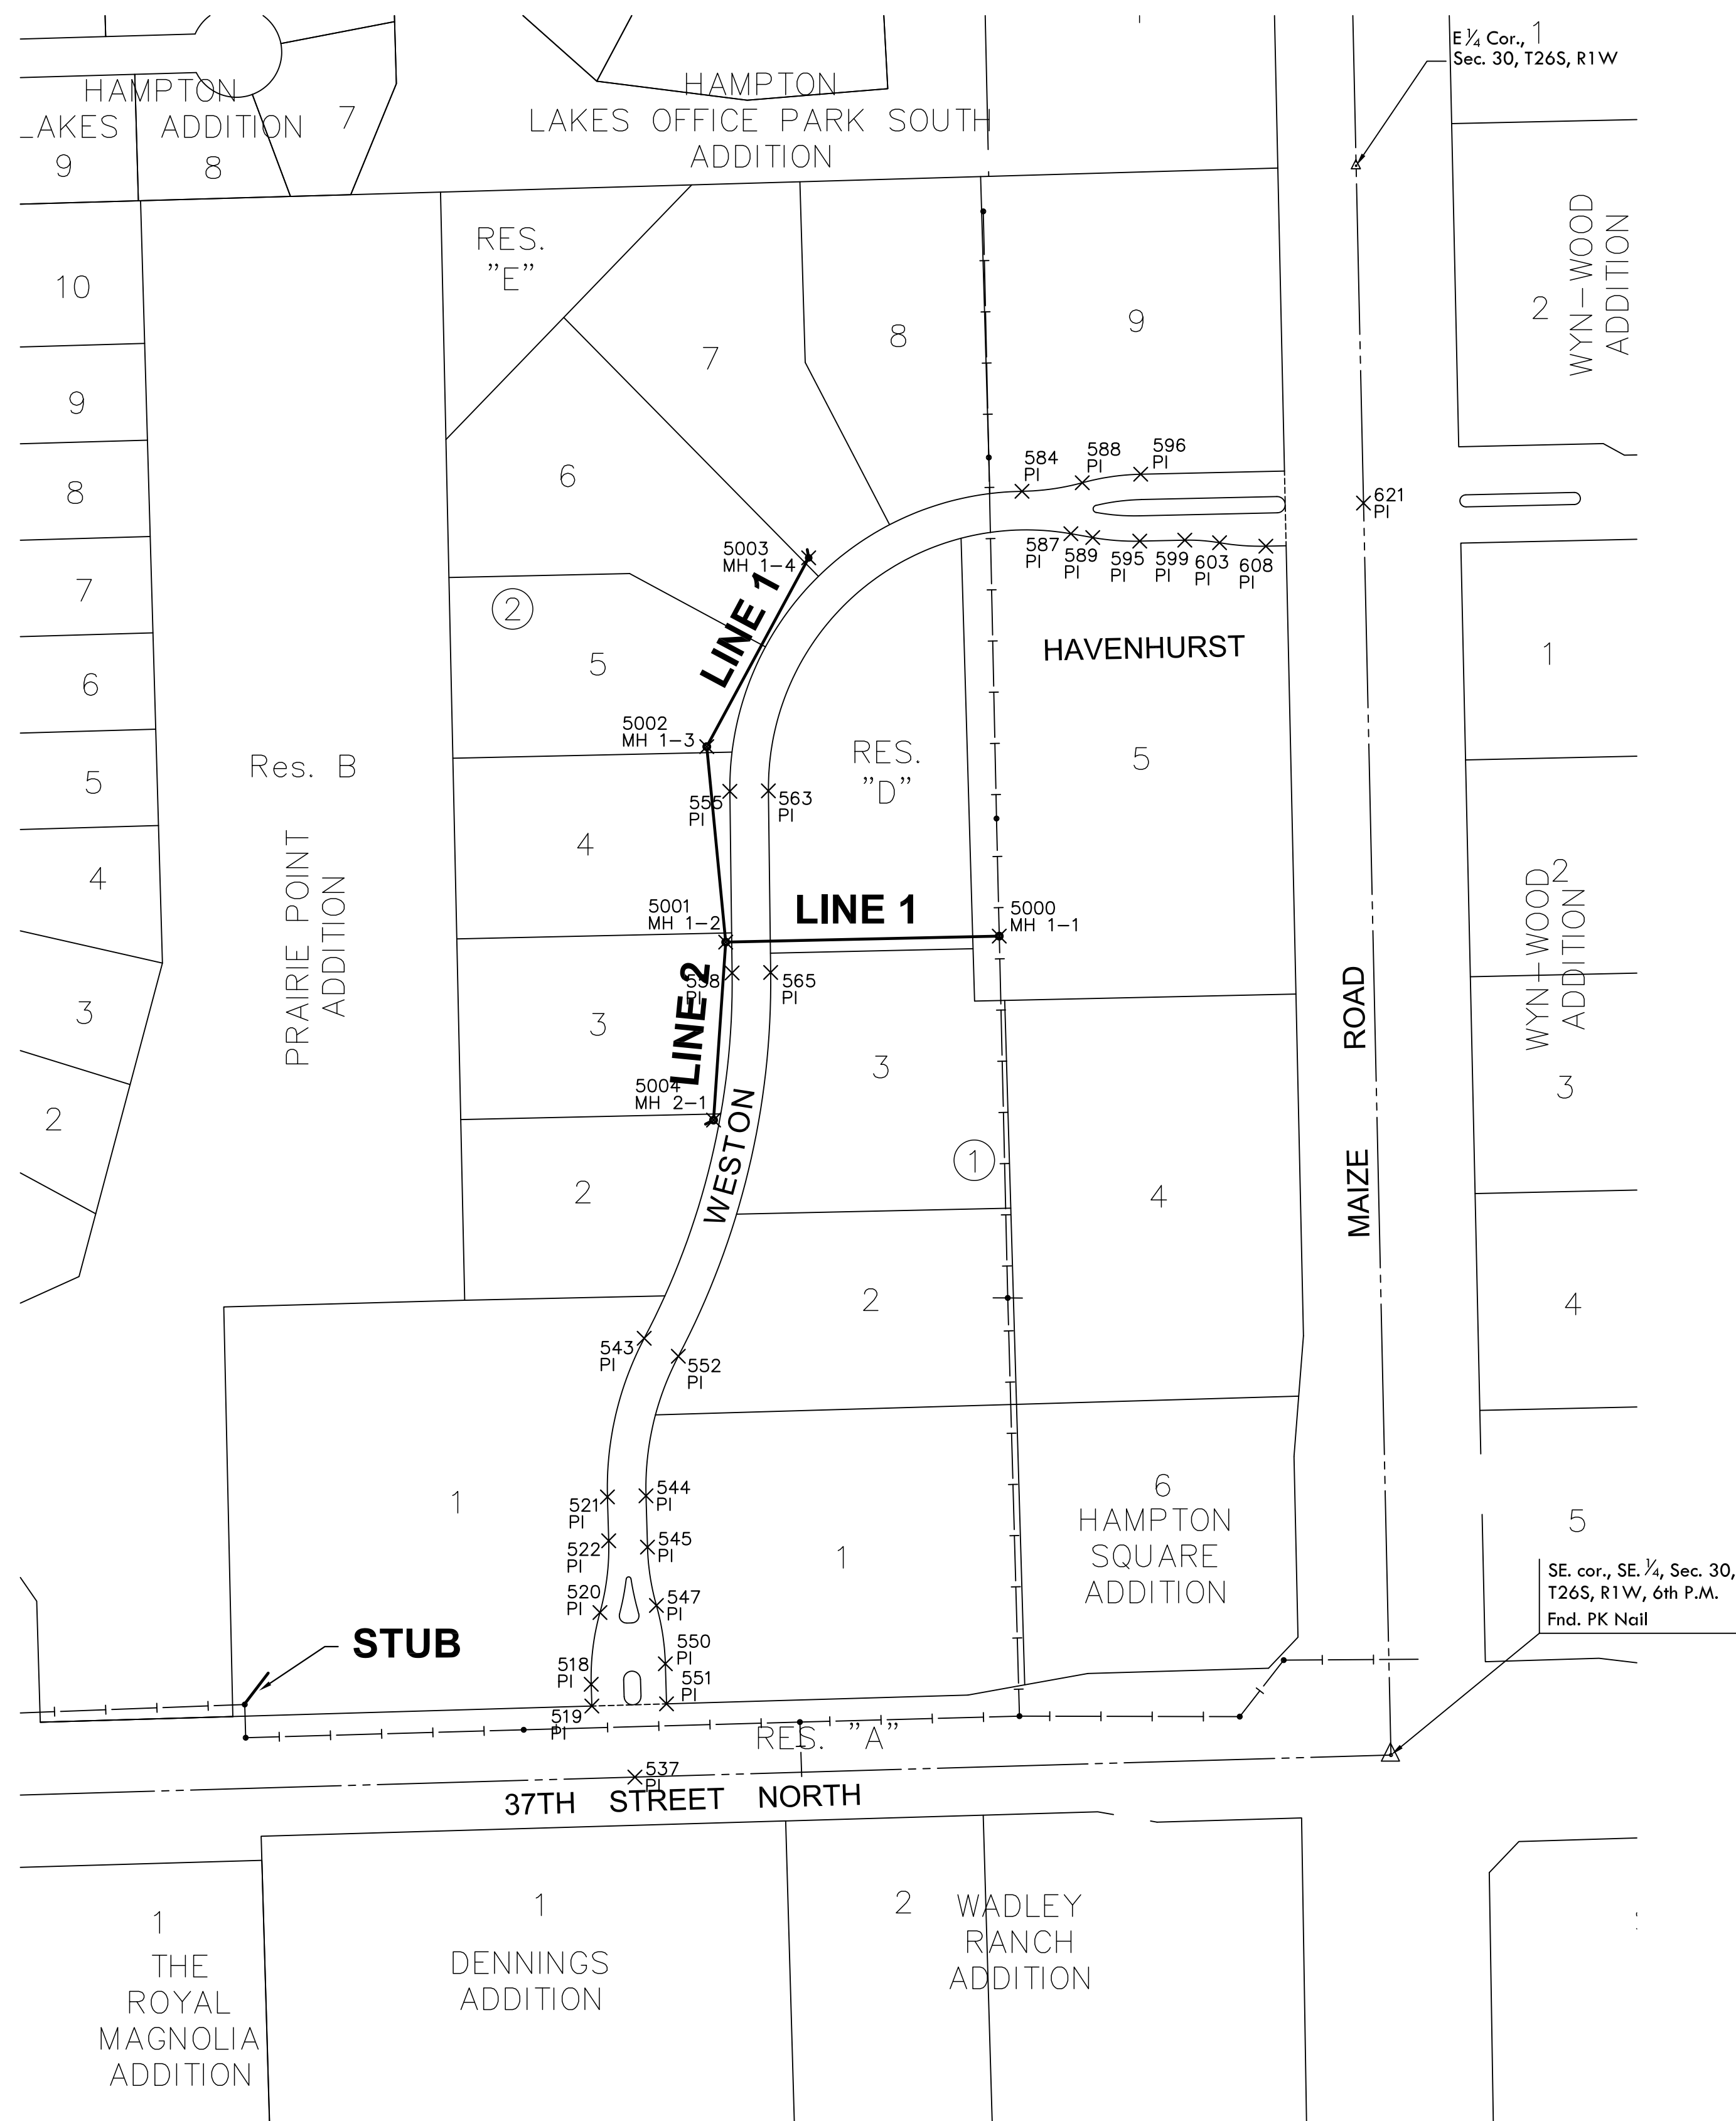 E ¼ Cor., 1
Sec. 30, T26S, R1W
HAMPTON
LAKES ADDITION
7
9
8
HAMPTON
LAKES OFFICE PARK SOUTH
ADDITION
RES.
"E"
10
9
8
7
6
5
4
3
2
7
8
9
6
WYN-WOOD
ADDITION
2
584
PI
588
PI
596
PI
621
PI
587
PI
589
PI
595
PI
599
PI
603
PI
608
PI
5003
MH 1-4
LINE 1
2
5
HAVENHURST
1
5002
MH 1-3
Res. B
RES.
"D"
5
555
PI
563
PI
4
PRAIRIE POINT
ADDITION
5001
MH 1-2
LINE 1
5000
MH 1-1
2
WYN-WOOD
ADDITION
558
PI
565
PI
LINE 2
3
3
MAIZE ROAD
5004
MH 2-1
3
WESTON
1
2
4
2
4
543
PI
552
PI
1
521
PI
544
PI
522
PI
545
PI
1
6
HAMPTON
SQUARE
ADDITION
5
520
PI
547
PI
SE. cor., SE. ¼, Sec. 30,
T26S, R1W, 6th P.M.
Fnd. PK Nail
STUB
518
PI
550
PI
551
PI
519
PI
RES. "A"
537
PI
37TH STREET NORTH
1
THE
ROYAL
MAGNOLIA
ADDITION
1
DENNINGS
ADDITION
2
WADLEY
RANCH
ADDITION